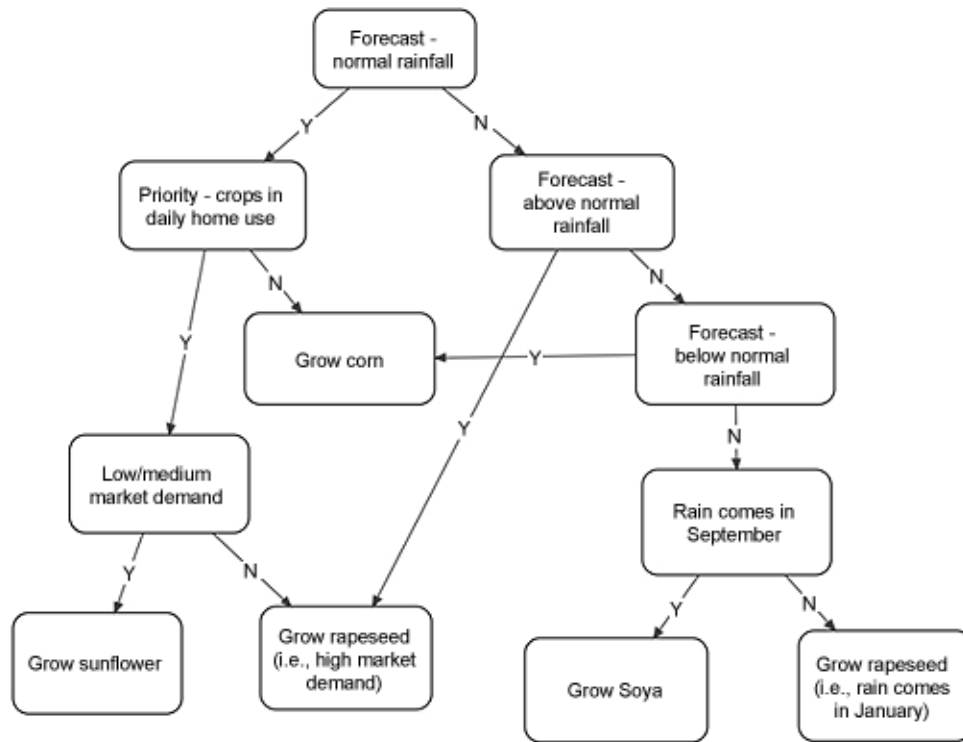 Forecast -
normal rainfall
Y
N
Priority - crops in
daily home use
Forecast -
above normal
rainfall
N
N
Y
Grow corn
Y
Forecast -
below normal
rainfall
Y
N
Low/medium
market demand
Rain comes in
September
Y
N
Y
N
Grow sunflower
Grow rapeseed
(i.e., high market
demand)
Grow Soya
Grow rapeseed
(i.e., rain comes
in January)